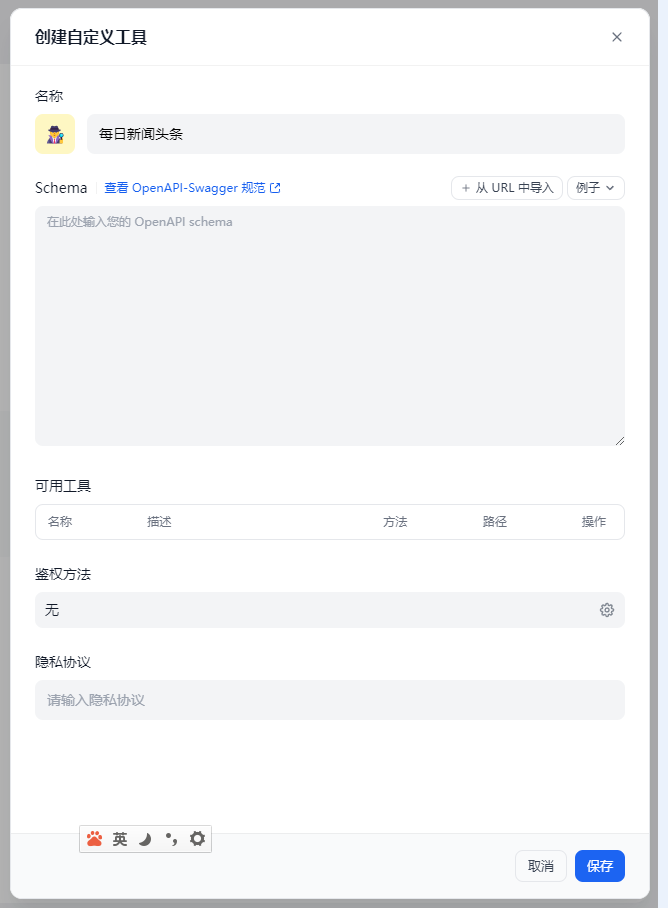 创建自定义工具
名称
每日新闻头条
Schema 查看 OpenAPI-Swagger 规范 + 从 URL 中导入 例子
在此处输入您的 OpenAPI schema
可用工具
名称 描述 方法 路径 操作
鉴权方法
无
隐私协议
请输入隐私协议
英
取消 保存